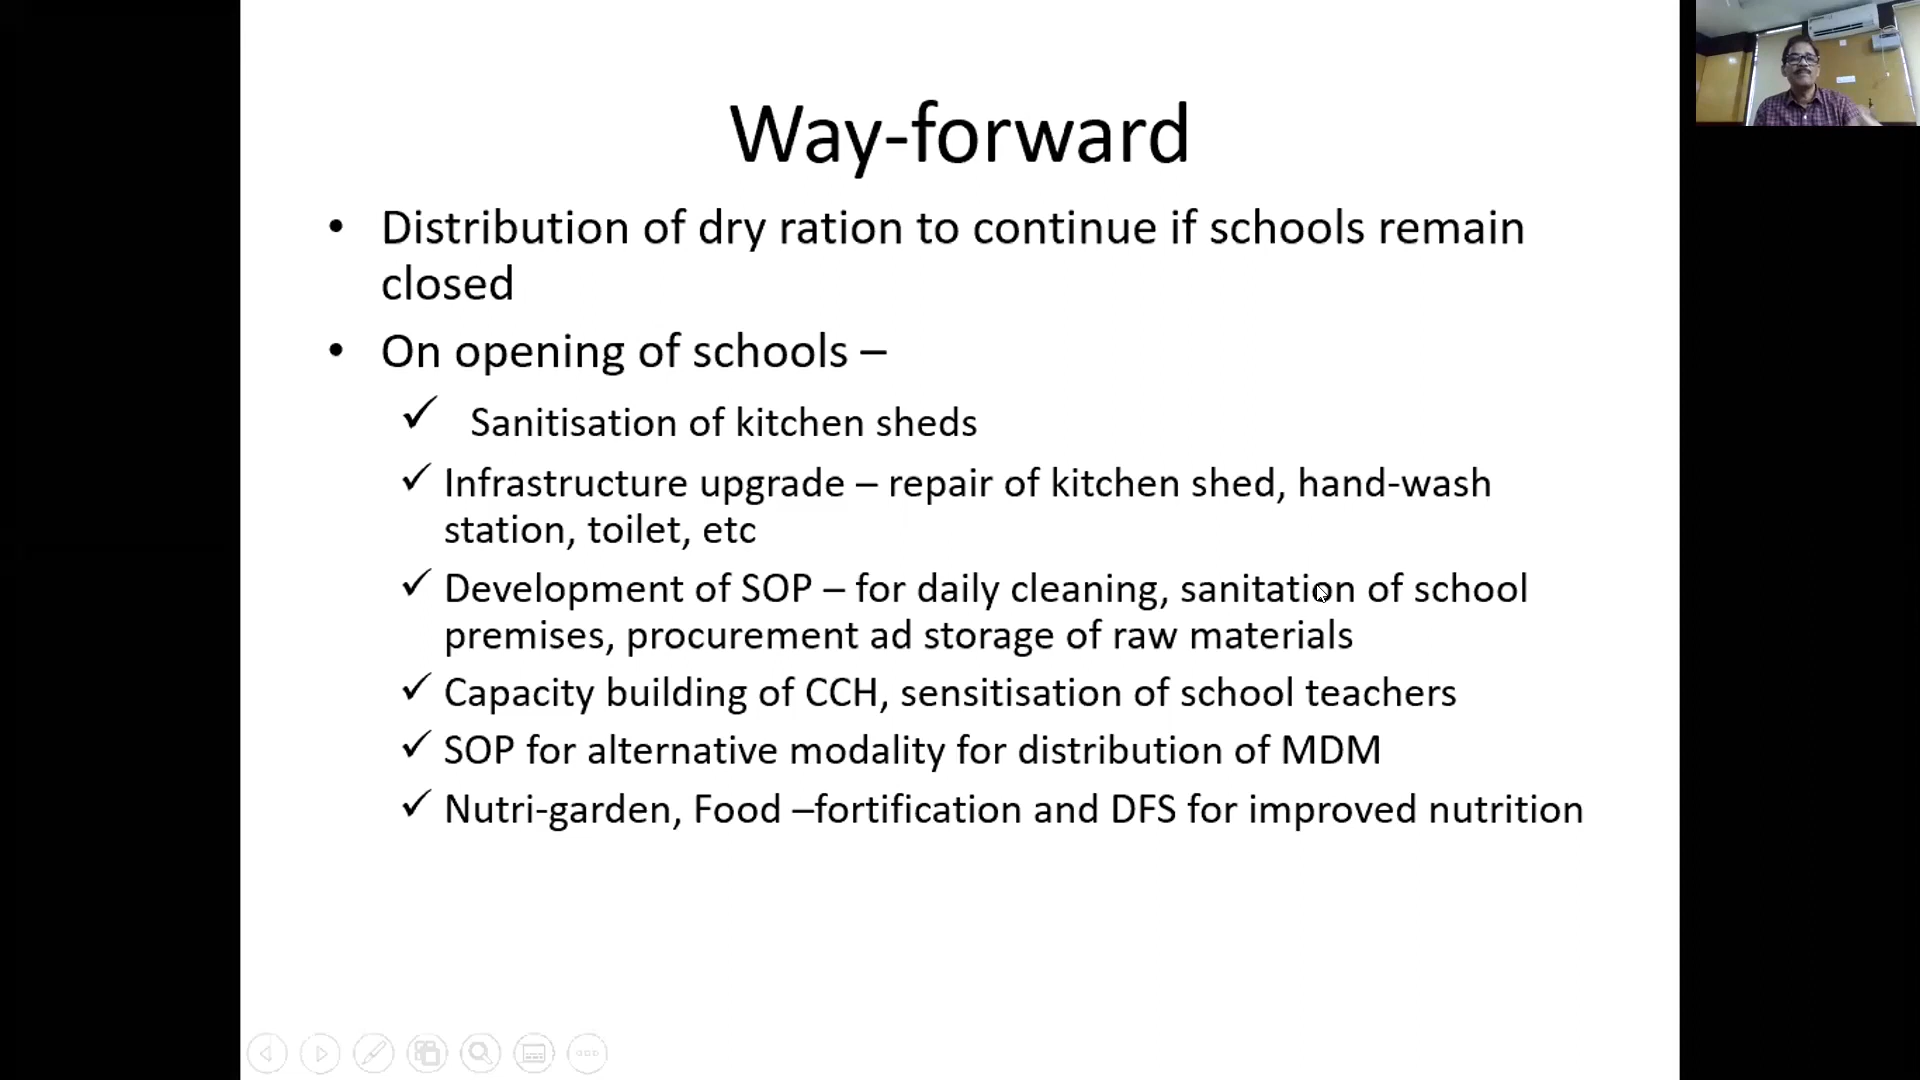 Way-forward
• Distribution of dry ration to continue if schools remain
closed
• On opening of schools –
✓ Sanitisation of kitchen sheds
✓ Infrastructure upgrade – repair of kitchen shed, hand-wash
station, toilet, etc
✓ Development of SOP – for daily cleaning, sanitation of school
premises, procurement ad storage of raw materials
✓ Capacity building of CCH, sensitisation of school teachers
✓ SOP for alternative modality for distribution of MDM
✓ Nutri-garden, Food –fortification and DFS for improved nutrition